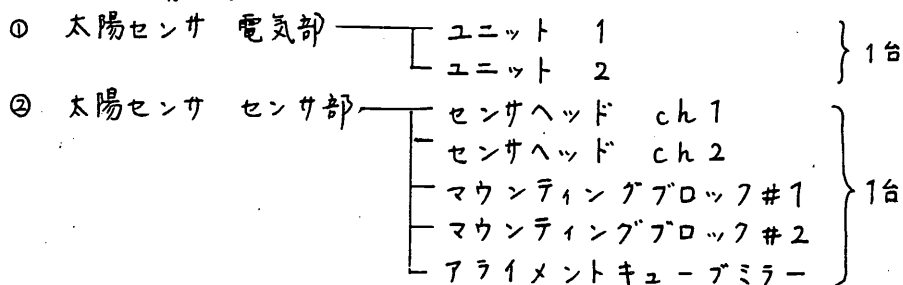 ① 太陽センサ 電気部 ユニット 1
ユニット 2
1台
② 太陽センサ センサ部 センサヘッド ch1
センサヘッド ch2
マウンティングブロック#1
マウンティングブロック#2
アライメントキューブミラー
1台